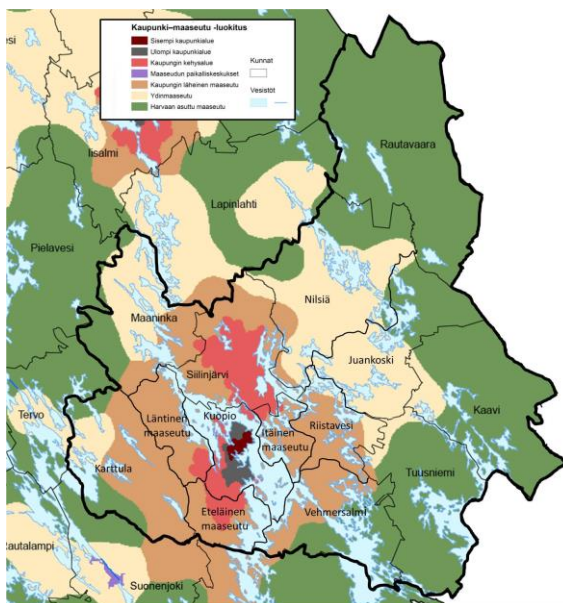 Kaupunki–maaseutu -luokitus
Sisempi kaupunkialue
Ulompi kaupunkialue
Kaupungin kehysalue
Maaseudun paikalliskeskukset
Kaupungin läheinen maaseutu
Ydinmaaseutu
Harvaan asuttu maaseutu
Kunnat
Vesistöt
Iisalmi
Rautavaara
Lapinlahti
Pielavesi
Nilsiä
Maaninka
Juankoski
Siilinjärvi
Kaavi
Tervo
Läntinen
maaseutu
Kuopio
Itäinen
maaseutu
Riistavesi
Karttula
Tuusniemi
Eteläinen
maaseutu
Vehmersalmi
autalampi
Suonenjoki